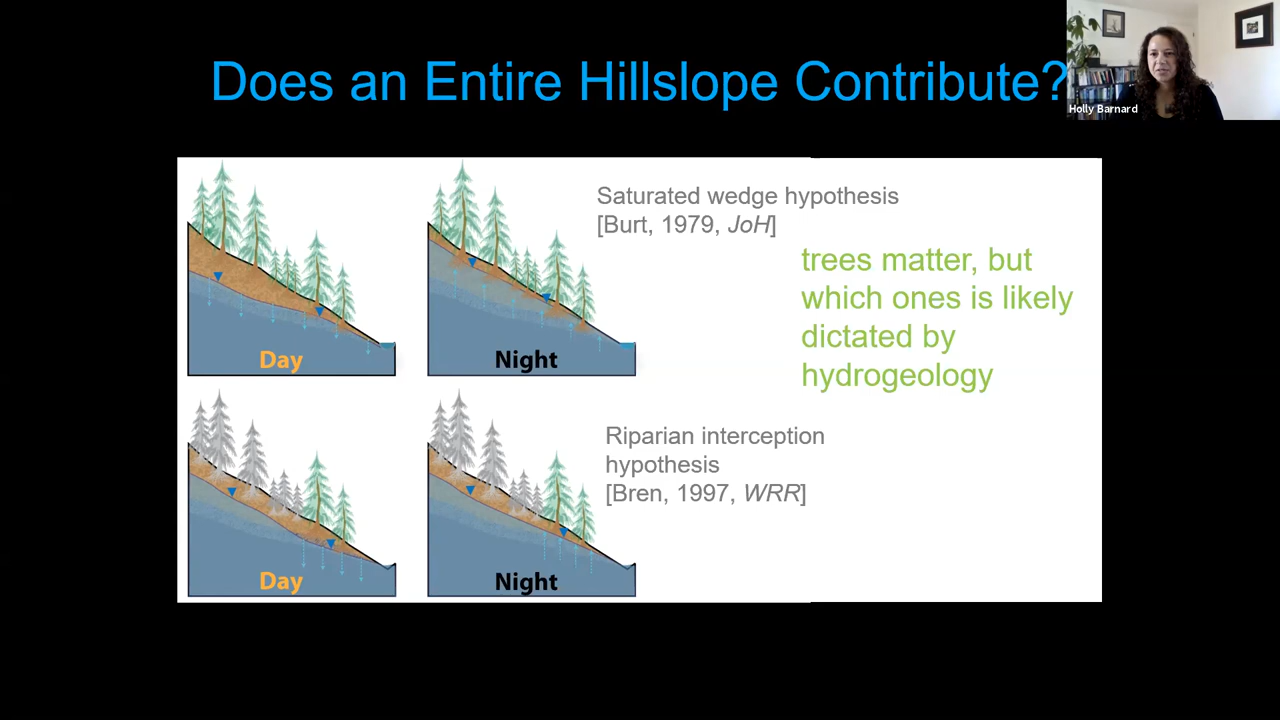 Does an Entire Hillslope Contribute?
Holly Barnard
Saturated wedge hypothesis
[Burt, 1979, JoH]
trees matter, but
which ones is likely
dictated by
hydrogeology
Day
Night
Riparian interception
hypothesis
[Bren, 1997, WRR]
Day
Night